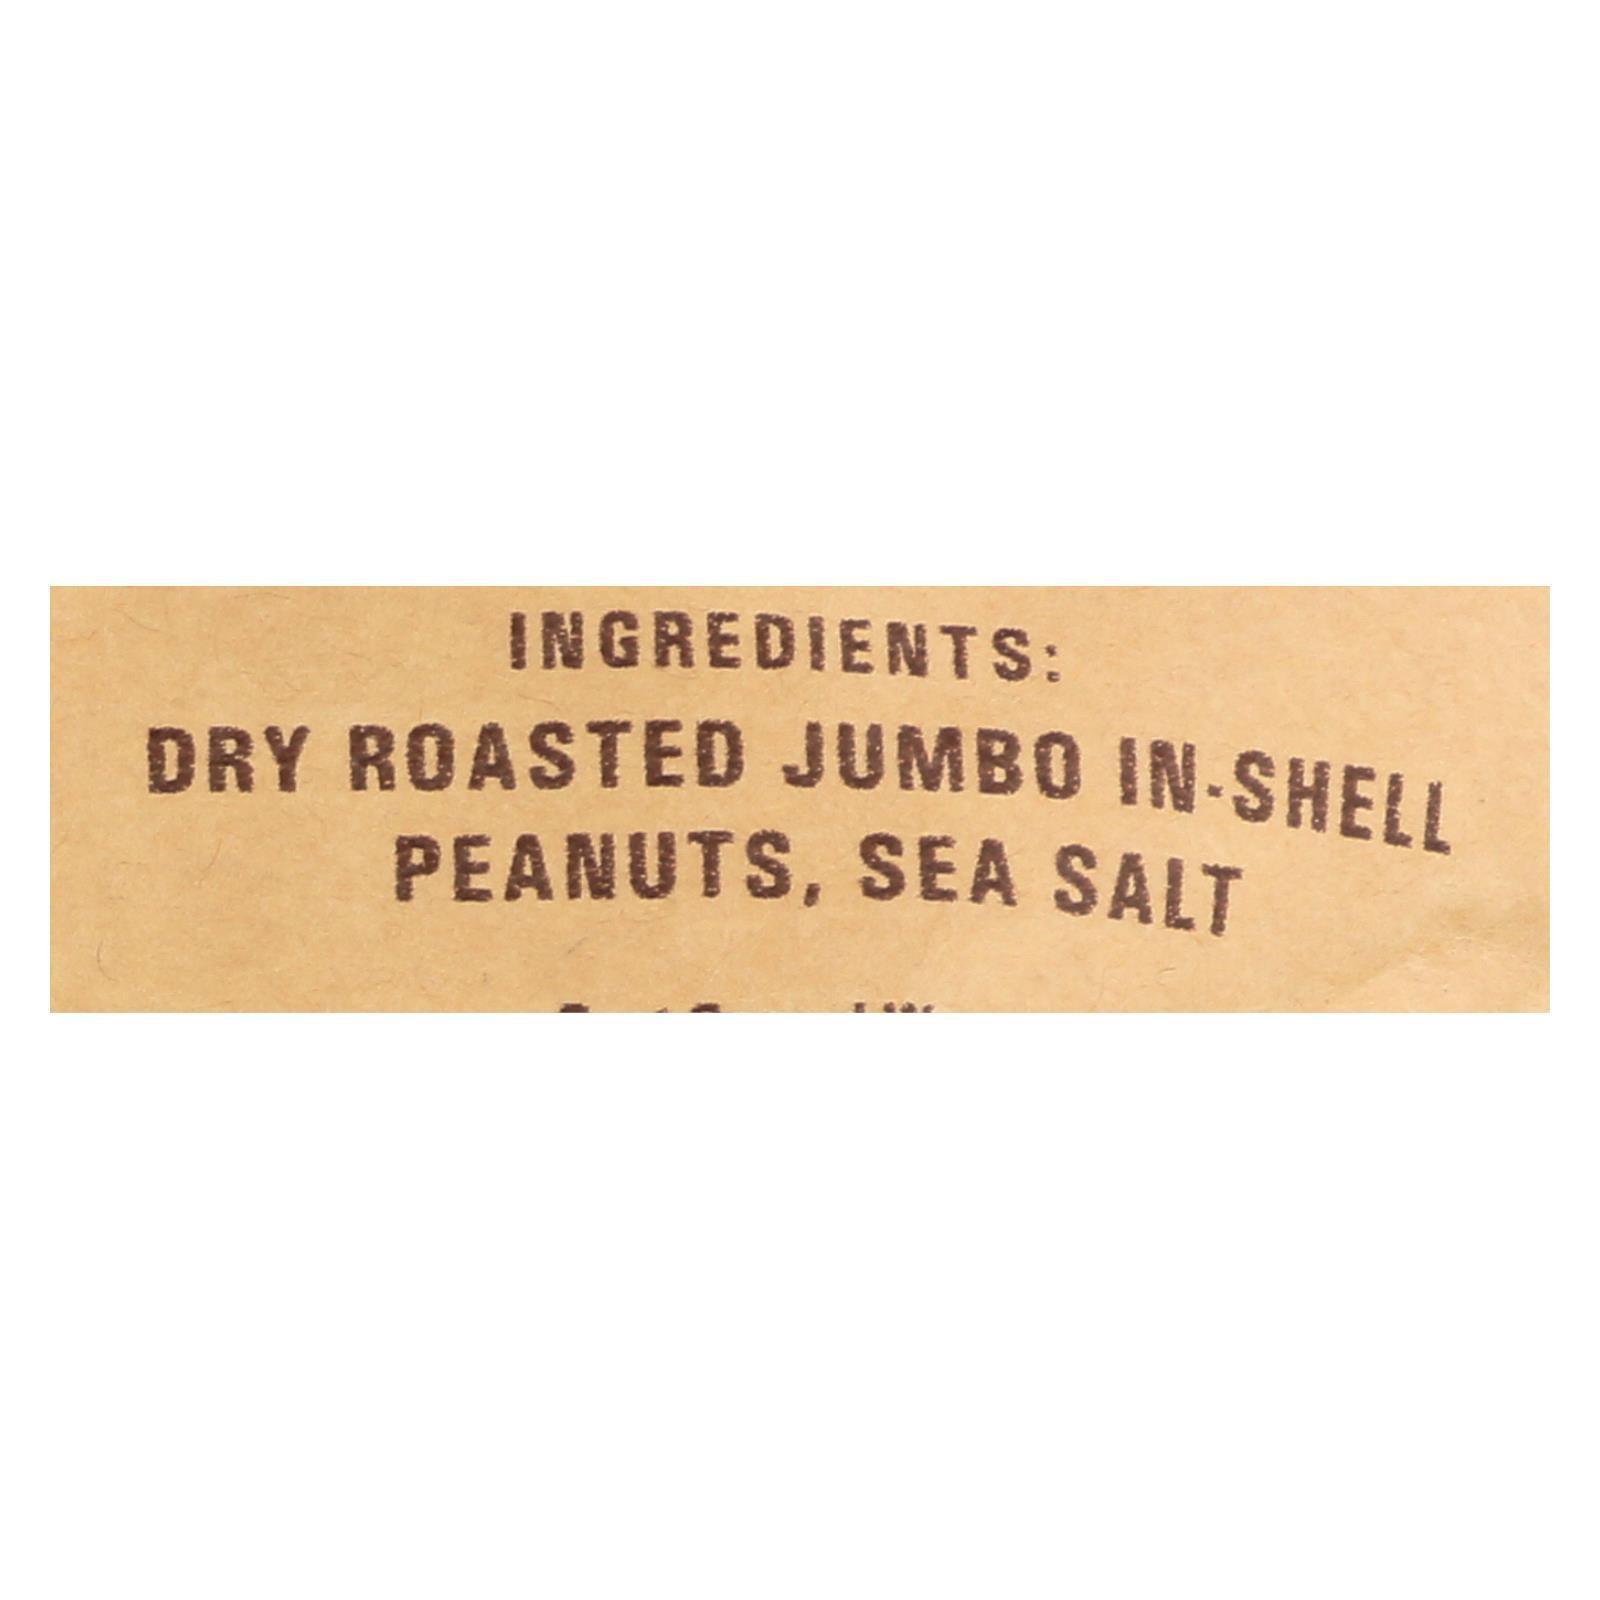 INGREDIENTS:
DRY ROASTED JUMBO IN-SHELL
PEANUTS, SEA SALT